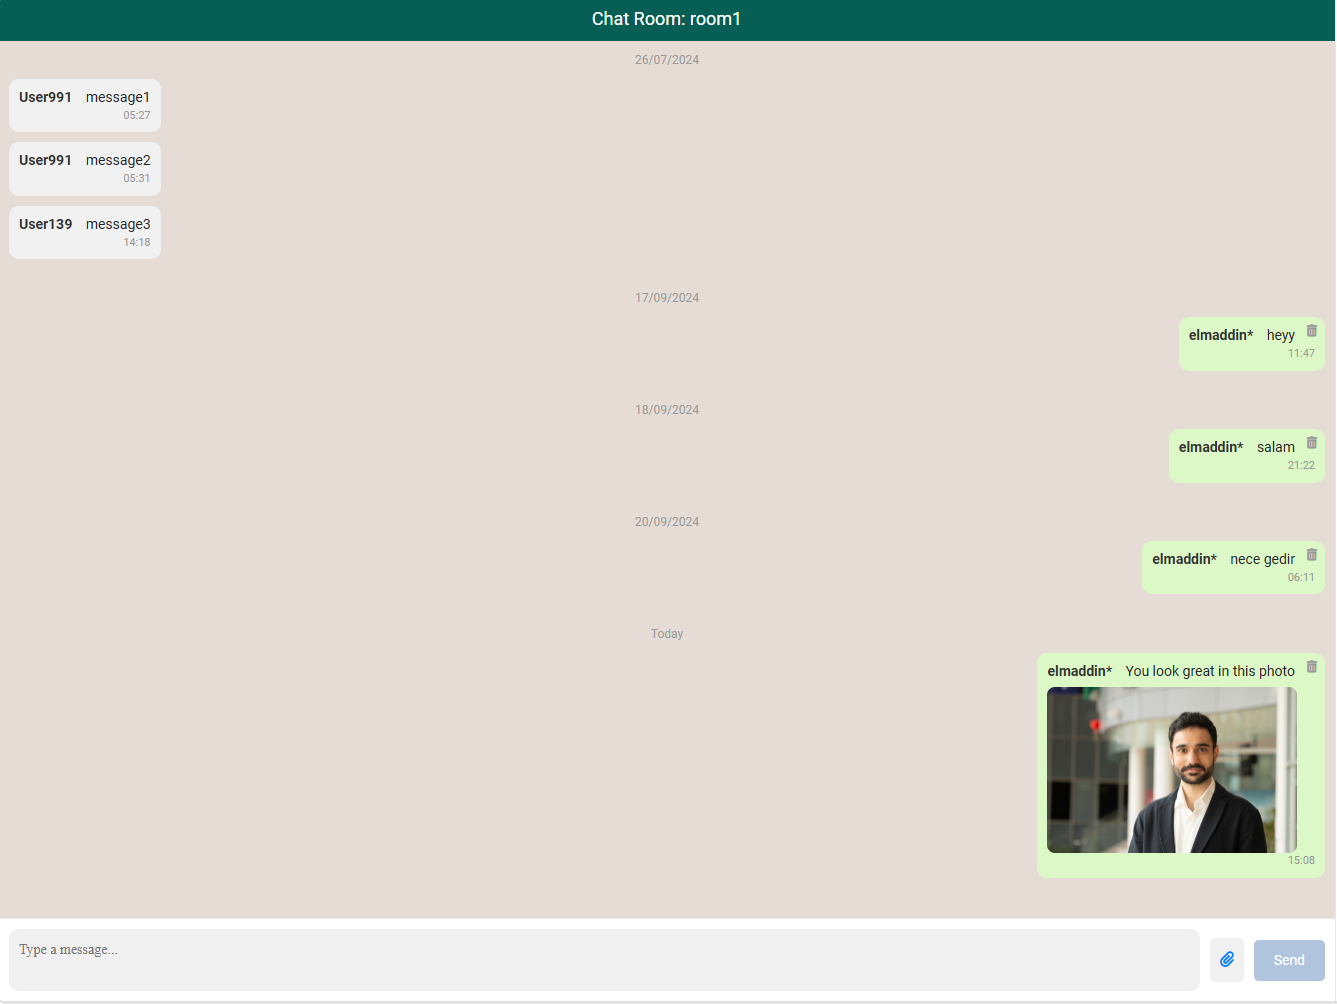 Chat Room: room1
26/07/2024
User991 message1
05:27
User991 message2
05:31
User139 message3
14:18
17/09/2024
elmaddin* heyy
11:47
18/09/2024
elmaddin* salam
21:22
20/09/2024
elmaddin* nece gedir
06:11
Today
elmaddin* You look great in this photo
15:08
Type a message...
Send